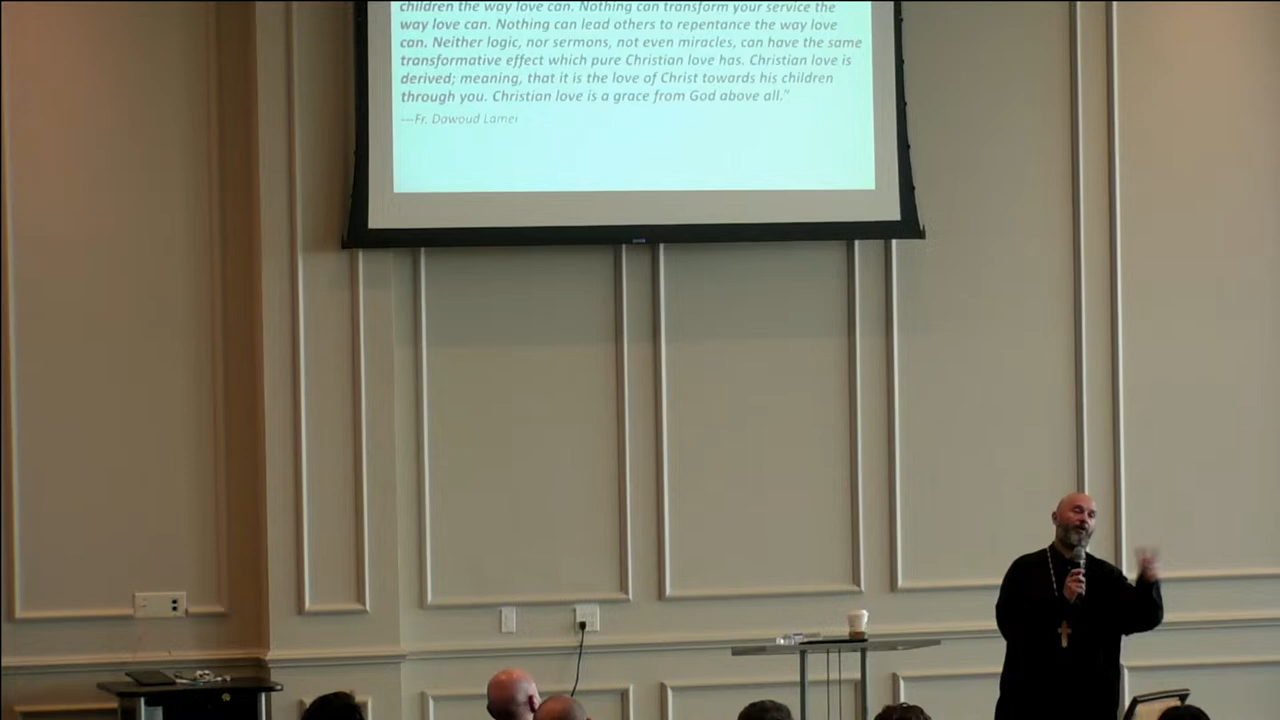 children the way love can. Nothing can transform your service the
way love can. Nothing can lead others to repentance the way love
can. Neither logic, nor sermons, not even miracles, can have the same
transformative effect which pure Christian love has. Christian love is
derived; meaning, that it is the love of Christ towards his children
through you. Christian love is a grace from God above all."
---Fr. Dawoud Lamei